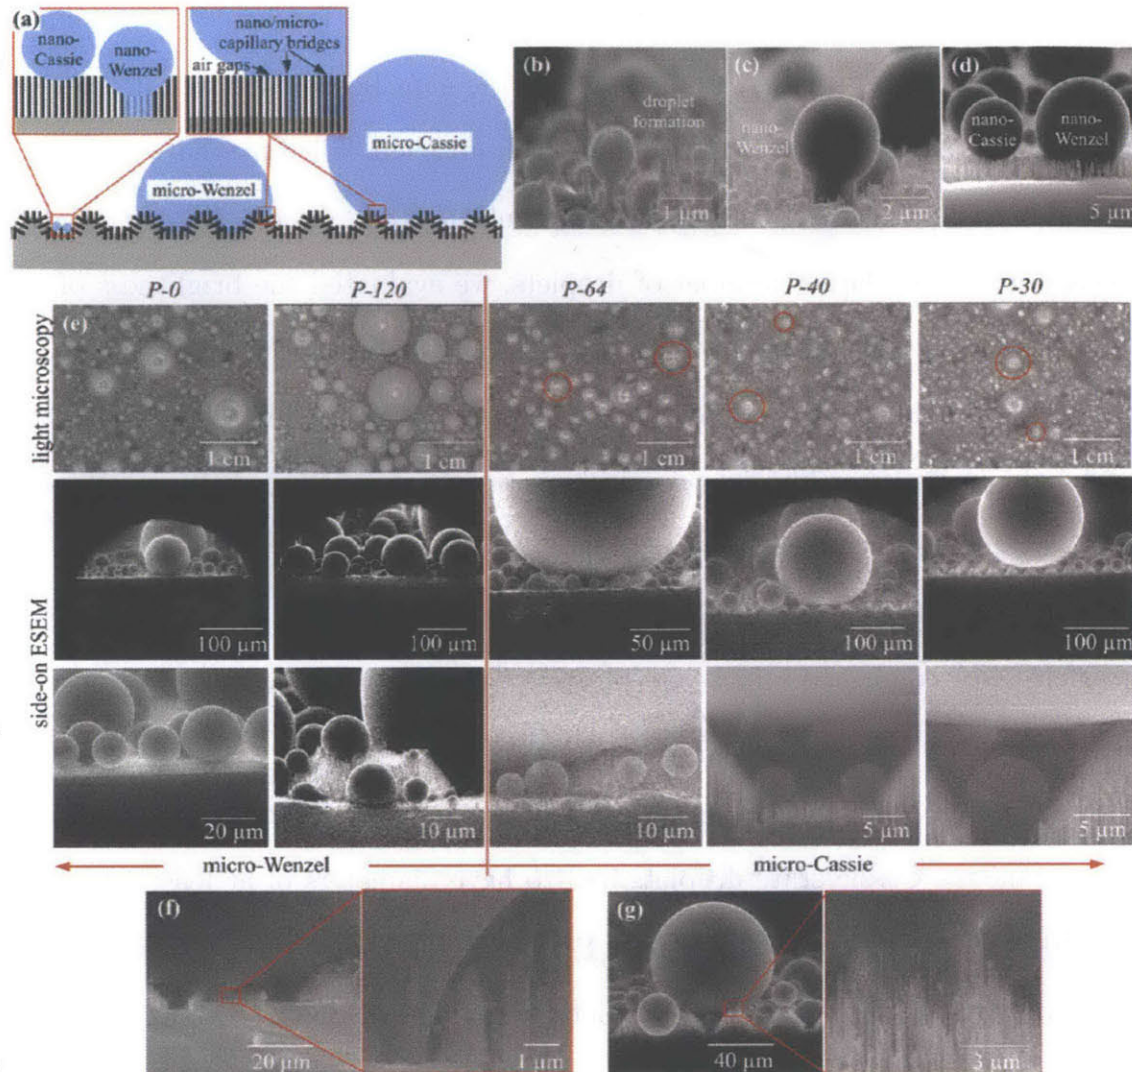 (a)
nano-
Cassie
nano-
Wenzel
nano/micro-
capillary bridges
air gaps
micro-Cassie
micro-Wenzel
(b)
droplet
formation
1 µm
(c)
nano-
Wenzel
2 µm
(d)
nano-
Cassie
nano-
Wenzel
5 µm
P-0
P-120
P-64
P-40
P-30
light microscopy
(e)
1 cm
1 cm
1 cm
1 cm
1 cm
side-on ESEM
100 µm
100 µm
50 µm
100 µm
100 µm
20 µm
10 µm
10 µm
5 µm
5 µm
micro-Wenzel
micro-Cassie
(f)
20 µm
1 µm
(g)
40 µm
3 µm